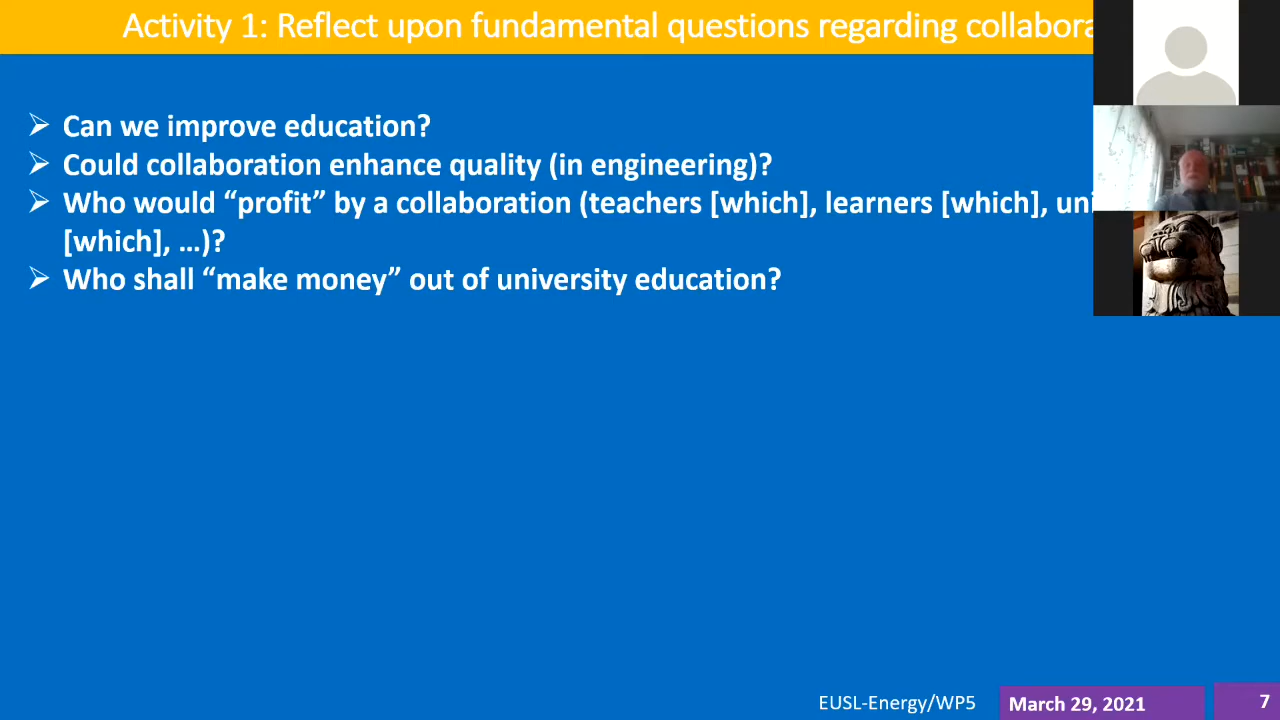 Activity 1: Reflect upon fundamental questions regarding
➢ Can we improve education?
➢ Could collaboration enhance quality (in engineering)?
➢ Who would “profit” by a collaboration (teachers [which], learners [which],
[which], …)?
➢ Who shall “make money” out of university education?
EUSL-Energy/WP5
March 29, 2021
7